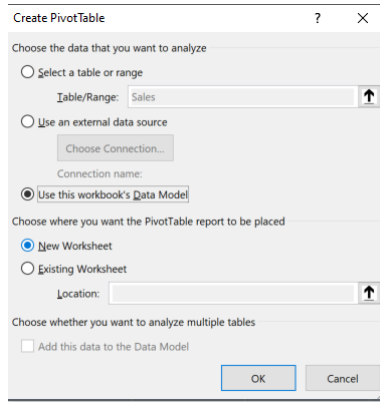 Create PivotTable ? ×
Choose the data that you want to analyze
Select a table or range
Table/Range: Sales
Use an external data source
Choose Connection...
Connection name:
Use this workbook's Data Model
Choose where you want the PivotTable report to be placed
New Worksheet
Existing Worksheet
Location:
Choose whether you want to analyze multiple tables
Add this data to the Data Model
OK Cancel